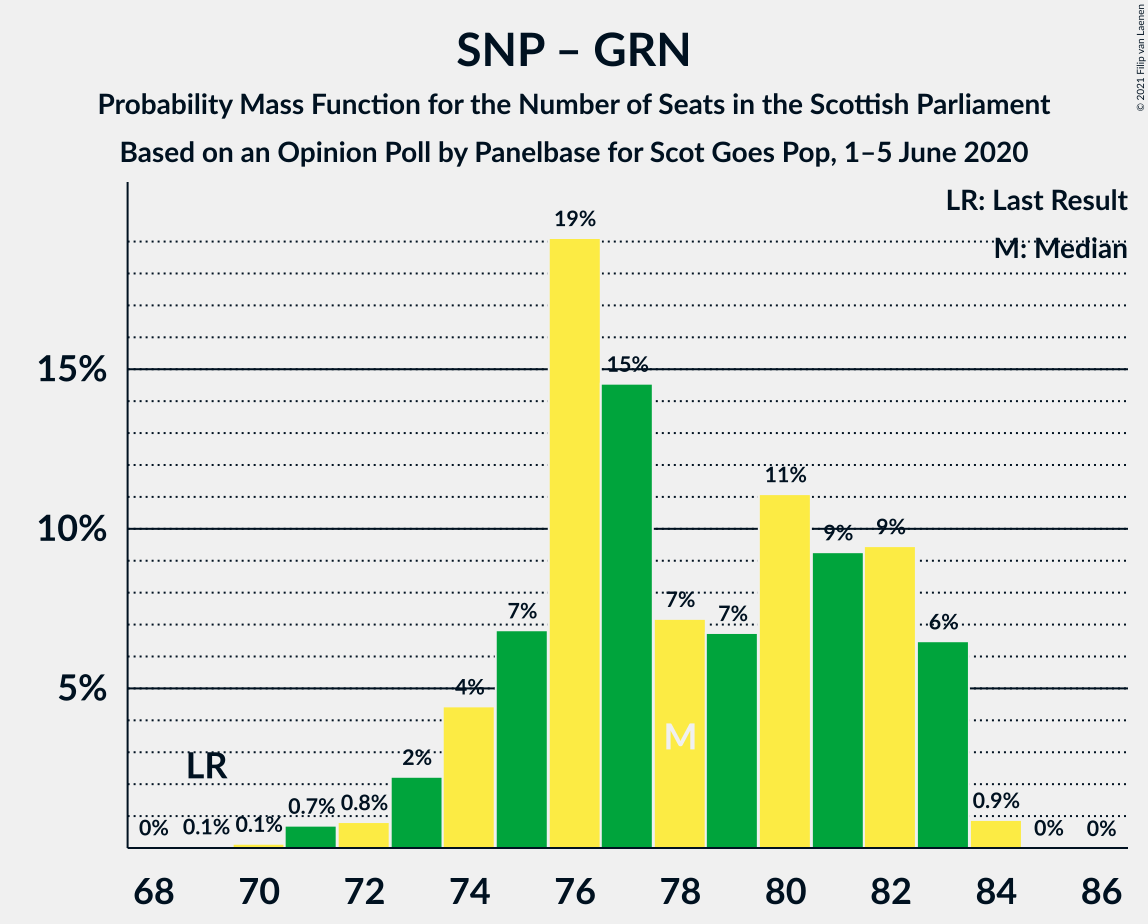 SNP – GRN
Probability Mass Function for the Number of Seats in the Scottish Parliament
Based on an Opinion Poll by Panelbase for Scot Goes Pop, 1–5 June 2020
© 2021 Filip van Laenen
LR: Last Result
M: Median
15%
10%
5%
0%
0.1%
0.1%
0.7%
0.8%
2%
4%
7%
19%
15%
7%
7%
11%
9%
9%
6%
0.9%
0%
0%
LR
M
68 70 72 74 76 78 80 82 84 86